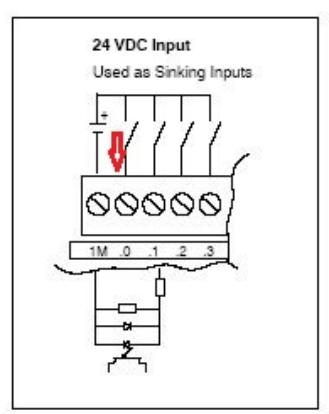 24 VDC Input
Used as Sinking Inputs
+
1M .0 .1 .2 .3